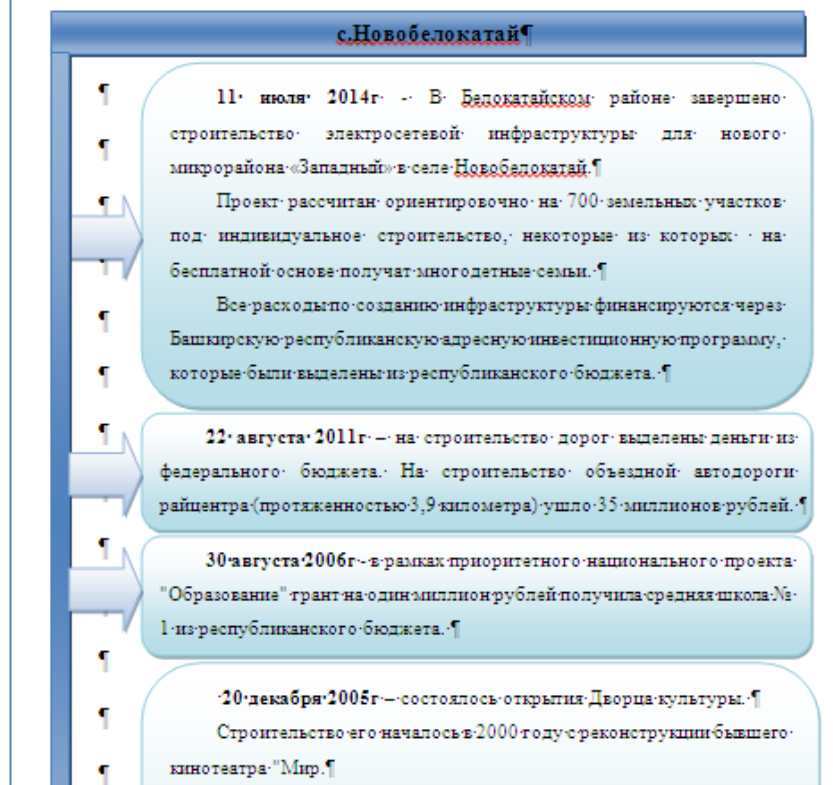 с.Новобелокатай¶
11 июля 2014г - В Белокатайском районе завершено
строительство электросетевой инфраструктуры для нового
микрорайона «Западный» в селе Новобелокатай.¶
Проект рассчитан ориентировочно на 700 земельных участков
под индивидуальное строительство, некоторые из которых на
бесплатной основе получат многодетные семьи. ¶
Все расходы по созданию инфраструктуры финансируются через
Башкирскую республиканскую адресную инвестиционную программу,
которые были выделены из республиканского бюджета. ¶
22 августа 2011г – на строительство дорог выделены деньги из
федерального бюджета. На строительство объездной автодороги
райцентра (протяженностью 3,9 километра) ушло 35 миллионов рублей. ¶
30 августа 2006г - в рамках приоритетного национального проекта
"Образование" грант на один миллион рублей получила средняя школа №
1 из республиканского бюджета. ¶
20 декабря 2005г – состоялось открытия Дворца культуры. ¶
Строительство его началось в 2000 году с реконструкции бывшего
кинотеатра "Мир.¶